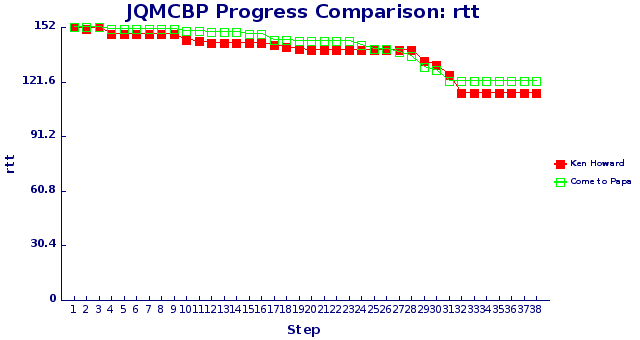 JQMCBP Progress Comparison: rtt
152
121.6
91.2
60.8
30.4
0
rtt
1 2 3 4 5 6 7 8 9 10 11 12 13 14 15 16 17 18 19 20 21 22 23 24 25 26 27 28 29 30 31 32 33 34 35 36 37 38
Step
Ken Howard
Come to Papa